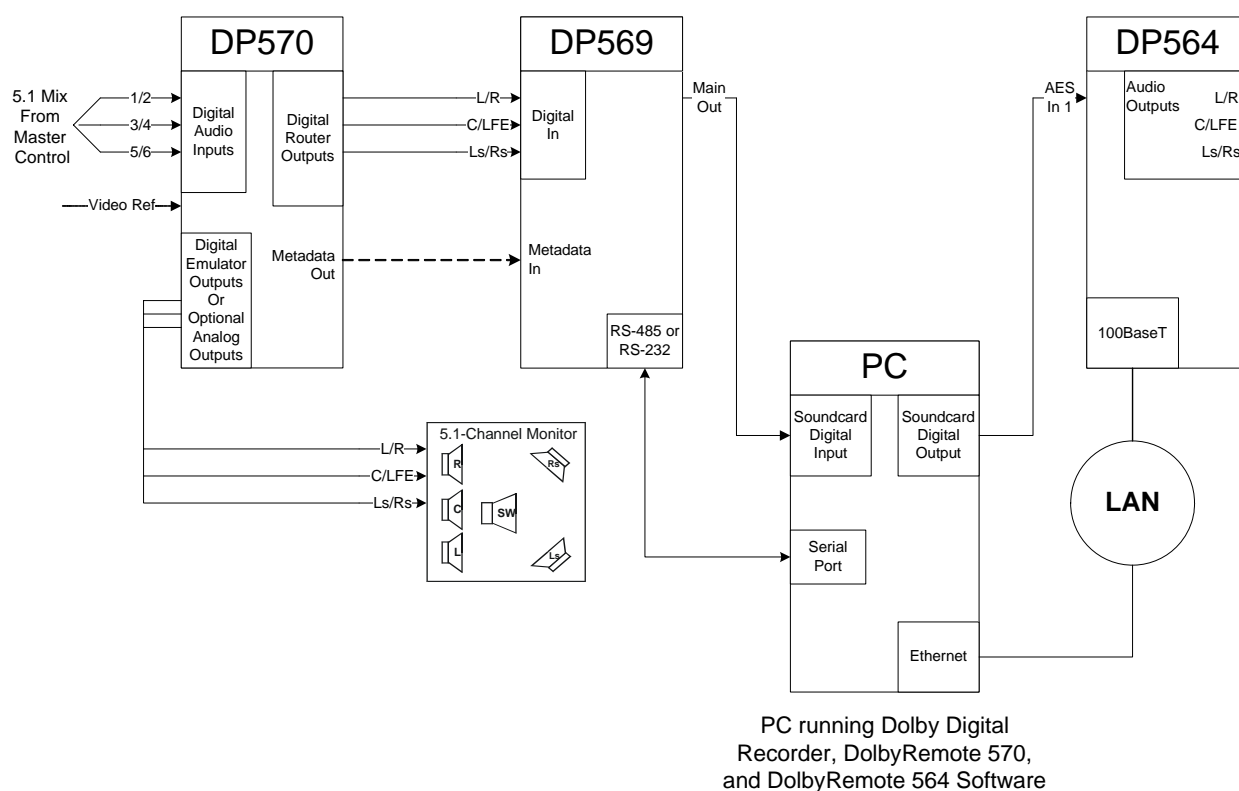 DP570
DP569
DP564
5.1 Mix
From
Master
Control
1/2
3/4
5/6
Digital
Audio
Inputs
Digital
Router
Outputs
L/R
C/LFE
Ls/Rs
Digital
In
Main
Out
AES
In 1
Audio
Outputs
L/R
C/LFE
Ls/Rs
Video Ref
Digital
Emulator
Outputs
Or
Optional
Analog
Outputs
Metadata
Out
Metadata
In
RS-485 or
RS-232
100BaseT
PC
Soundcard
Digital
Input
Soundcard
Digital
Output
Serial
Port
Ethernet
LAN
5.1-Channel Monitor
L/R
C/LFE
Ls/Rs
R
Rs
C
SW
L
Ls
PC running Dolby Digital
Recorder, DolbyRemote 570,
and DolbyRemote 564 Software